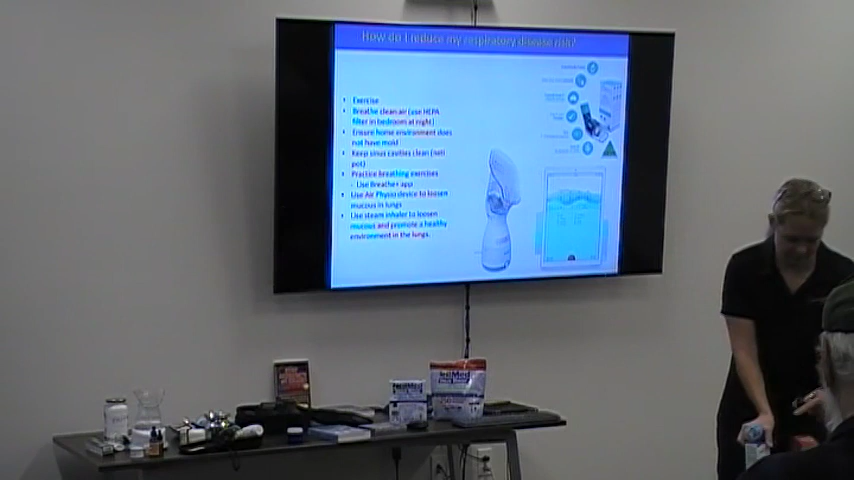 How do I reduce my respiratory disease risk?
• Exercise
• Breathe clean air (use HEPA
filter in bedroom at night)
• Ensure home environment does
not have mold
• Keep sinus cavities clean (neti
pot)
• Practice breathing exercises
- Use Breathe+ app
• Use Air Physio device to loosen
mucous in lungs
• Use steam inhaler to loosen
mucous and promote a healthy
environment in the lungs.
NeilMed
NeilMed